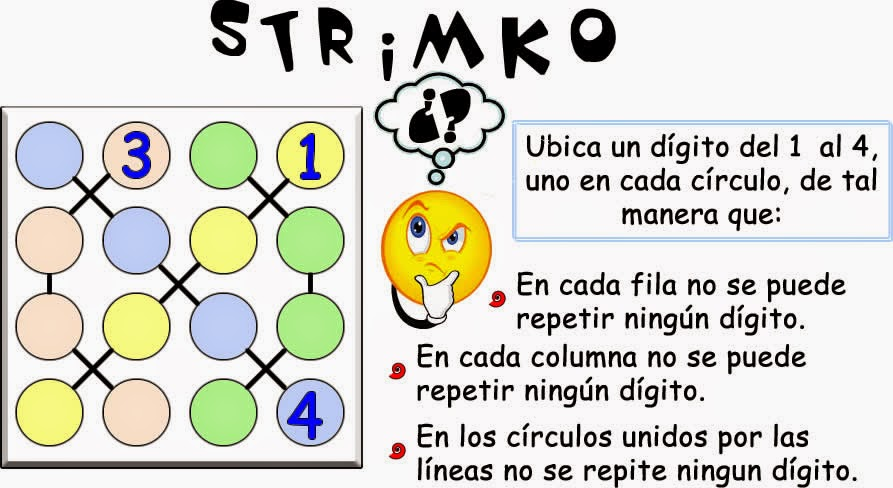 STRiMKO
¿?
3 1
4
Ubica un dígito del 1 al 4,
uno en cada círculo, de tal
manera que:
En cada fila no se puede
repetir ningún dígito.
En cada columna no se puede
repetir ningún dígito.
En los círculos unidos por las
líneas no se repite ningun dígito.